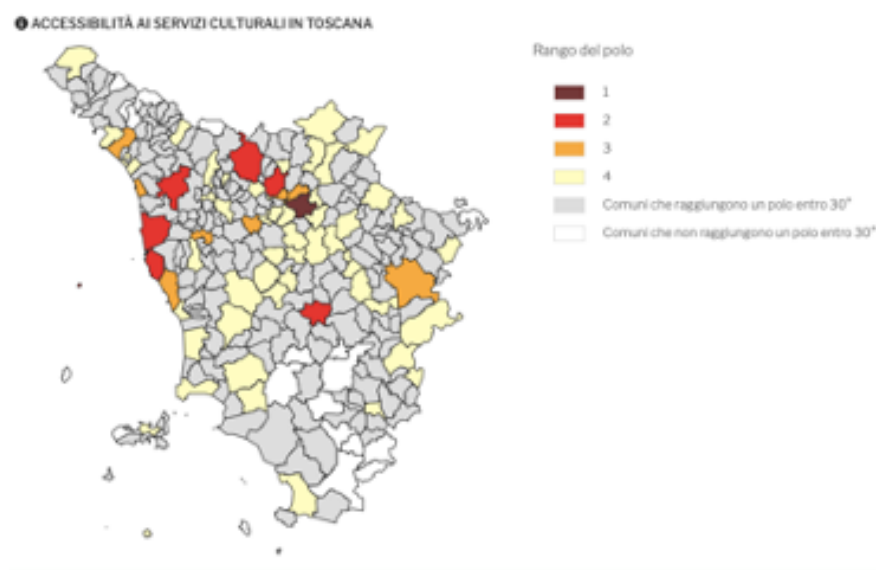 ACCESSIBILITÀ AI SERVIZI CULTURALI IN TOSCANA
Rango del polo
1
2
3
4
Comuni che raggiungono un polo entro 30"
Comuni che non raggiungono un polo entro 30"